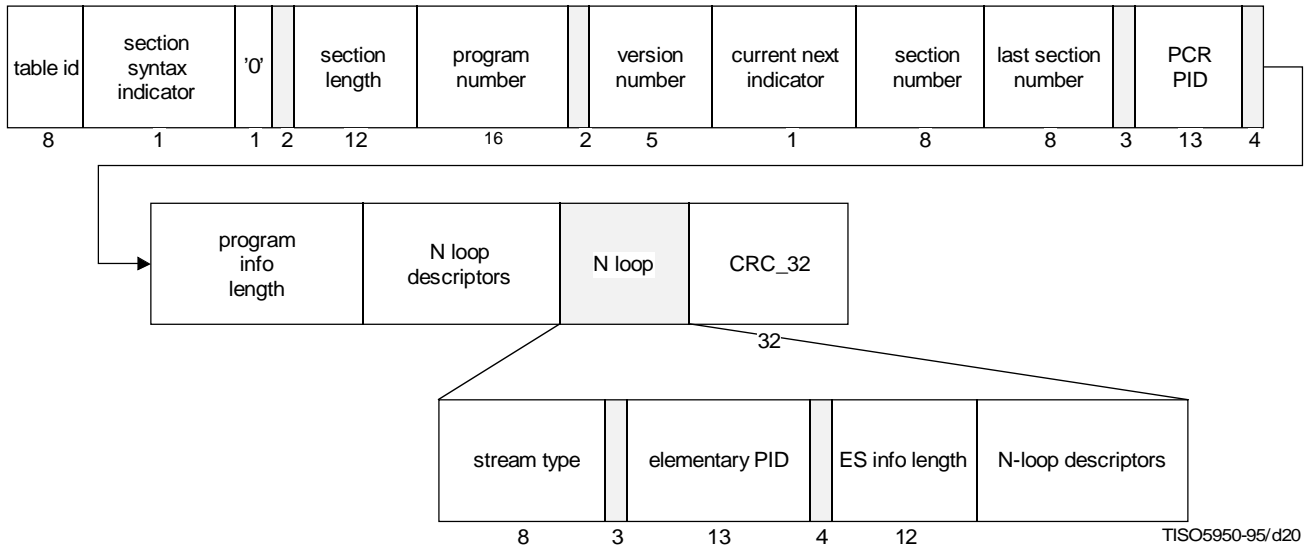 table id
section
syntax
indicator
'0'
section
length
program
number
version
number
current next
indicator
section
number
last section
number
PCR
PID
8 1 1 2 12 16 2 5 1 8 8 3 13 4
program
info
length
N loop
descriptors
N loop
CRC_32
32
stream type
elementary PID
ES info length
N-loop descriptors
8 3 13 4 12
TISO5950-95/d20